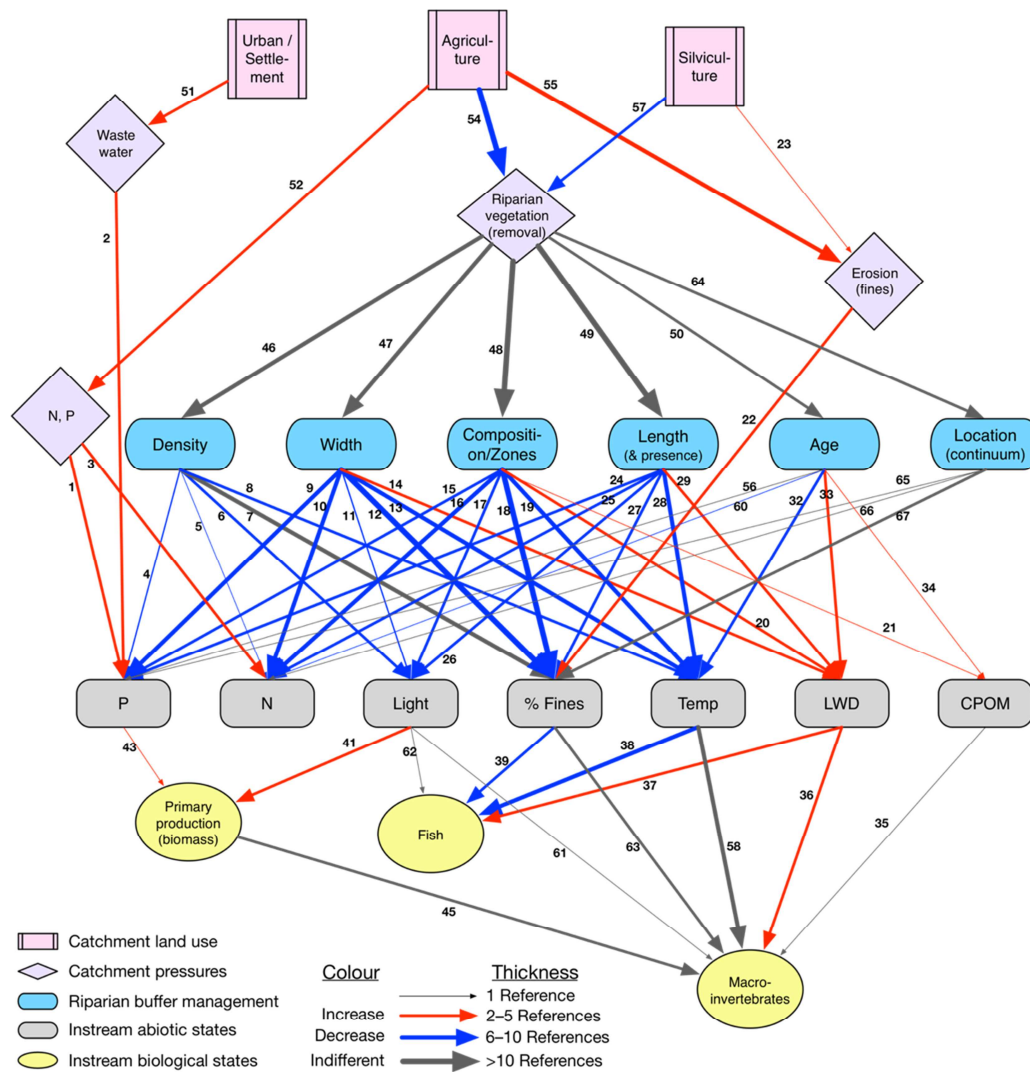 Urban /
Settle-
ment
Agricul-
ture
Silvicul-
ture
51
55
54
57
23
Waste
water
52
2
Riparian
vegetation
(removal)
Erosion
(fines)
64
46
47
48
49
50
22
N, P
3
1
Density
Width
Compositi-
on/Zones
Length
(& presence)
Age
Location
(continuum)
8
9
14
15
24
29
56
65
6
7
10
11
12
13
16
17
18
19
25
27
28
60
32
33
66
67
5
4
34
26
20
21
P
N
Light
% Fines
Temp
LWD
CPOM
43
41
62
39
38
37
36
35
Primary
production
(biomass)
Fish
61
63
58
45
Macro-
invertebrates
Catchment land use
Catchment pressures
Riparian buffer management
Instream abiotic states
Instream biological states
Colour
Thickness
1 Reference
Increase
2–5 References
Decrease
6–10 References
Indifferent
>10 References